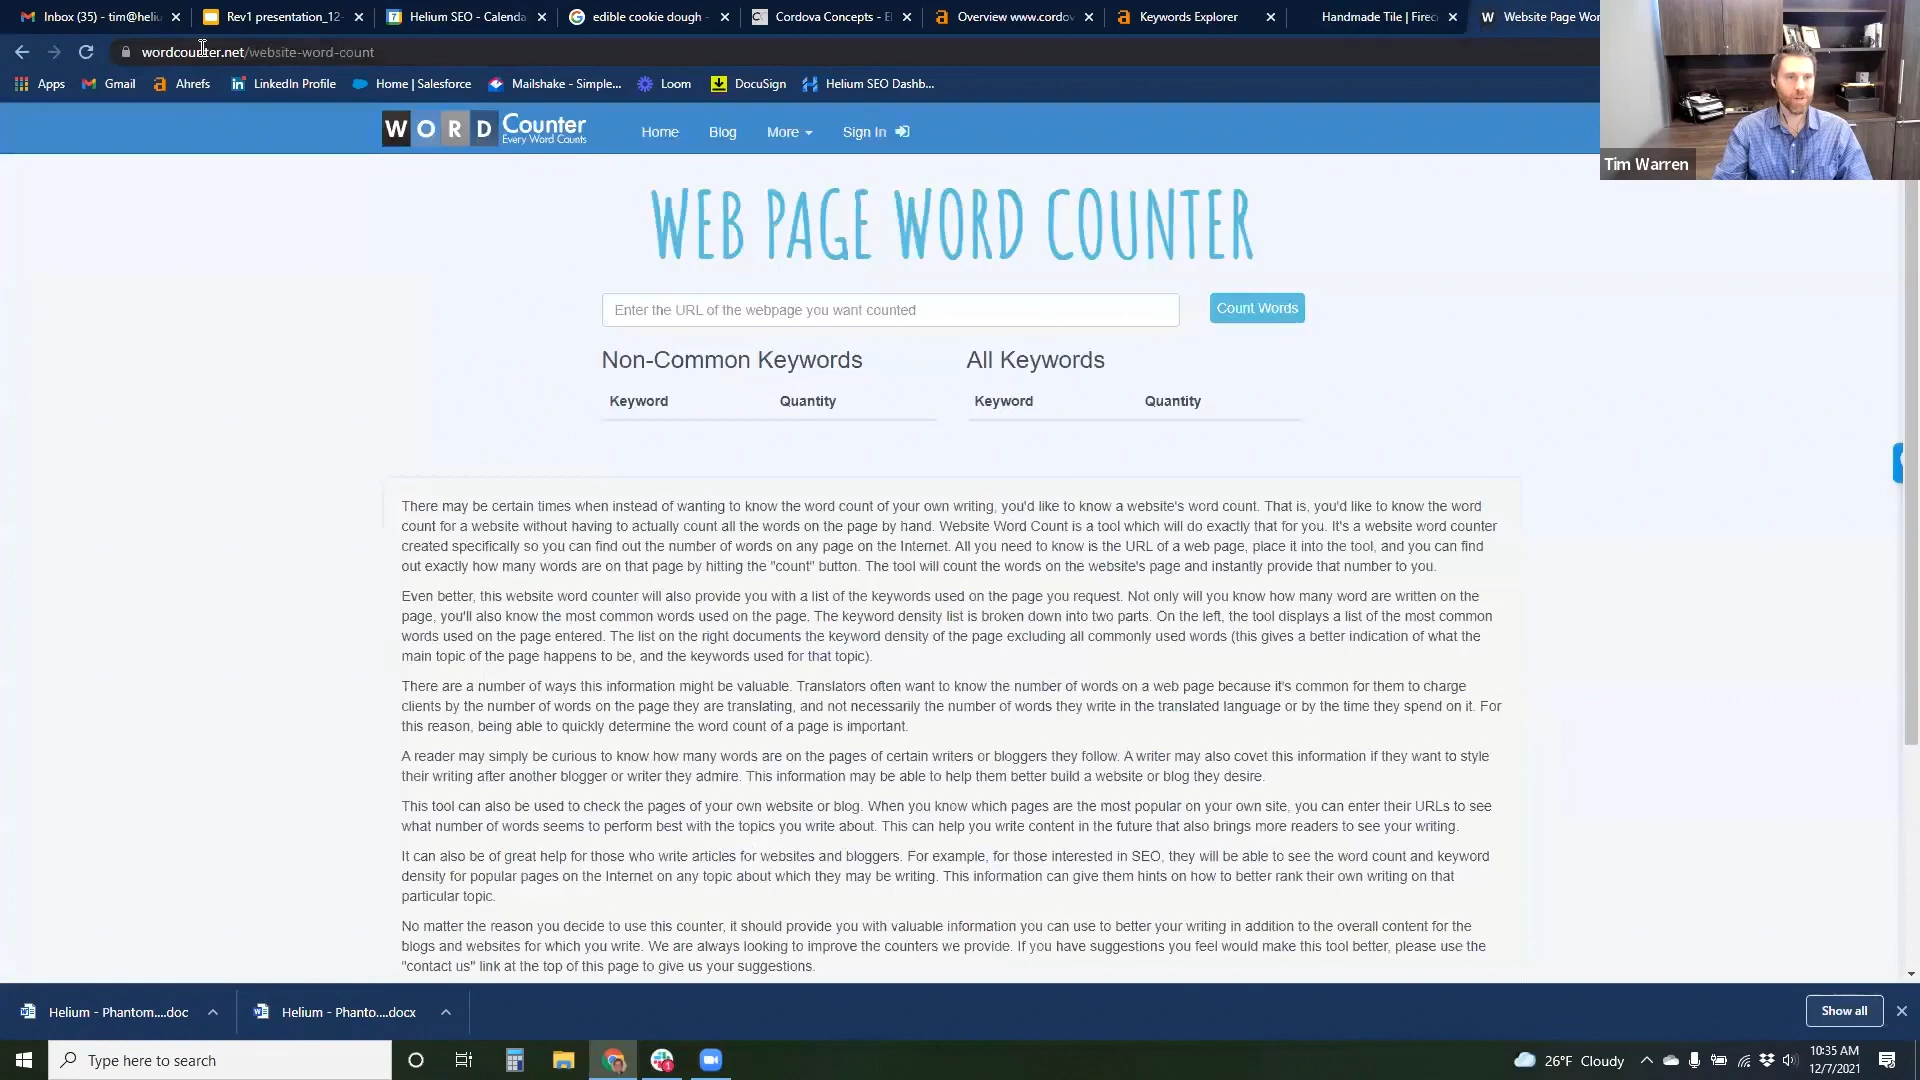 Inbox (35) - tim@heliu
Rev1 presentation_12-
Helium SEO - Calenda
edible cookie dough -
Cordova Concepts - E
Overview www.cordov
Keywords Explorer
Handmade Tile | Firec
Website Page Wor
wordcounter.net/website-word-count
Apps
Gmail
Ahrefs
LinkedIn Profile
Home | Salesforce
Mailshake - Simple...
Loom
DocuSign
Helium SEO Dashb...
WORD Counter
Every Word Counts
Home
Blog
More
Sign In
Tim Warren
WEB PAGE WORD COUNTER
Enter the URL of the webpage you want counted
Count Words
Non-Common Keywords
All Keywords
Keyword Quantity
Keyword Quantity
There may be certain times when instead of wanting to know the word count of your own writing, you'd like to know a website's word count. That is, you'd like to know the word
count for a website without having to actually count all the words on the page by hand. Website Word Count is a tool which will do exactly that for you. It's a website word counter
created specifically so you can find out the number of words on any page on the Internet. All you need to know is the URL of a web page, place it into the tool, and you can find
out exactly how many words are on that page by hitting the "count" button. The tool will count the words on the website's page and instantly provide that number to you.
Even better, this website word counter will also provide you with a list of the keywords used on the page you request. Not only will you know how many word are written on the
page, you'll also know the most common words used on the page. The keyword density list is broken down into two parts. On the left, the tool displays a list of the most common
words used on the page entered. The list on the right documents the keyword density of the page excluding all commonly used words (this gives a better indication of what the
main topic of the page happens to be, and the keywords used for that topic).
There are a number of ways this information might be valuable. Translators often want to know the number of words on a web page because it's common for them to charge
clients by the number of words on the page they are translating, and not necessarily the number of words they write in the translated language or by the time they spend on it. For
this reason, being able to quickly determine the word count of a page is important.
A reader may simply be curious to know how many words are on the pages of certain writers or bloggers they follow. A writer may also covet this information if they want to style
their writing after another blogger or writer they admire. This information may be able to help them better build a website or blog they desire.
This tool can also be used to check the pages of your own website or blog. When you know which pages are the most popular on your own site, you can enter their URLs to see
what number of words seems to perform best with the topics you write about. This can help you write content in the future that also brings more readers to see your writing.
It can also be of great help for those who write articles for websites and bloggers. For example, for those interested in SEO, they will be able to see the word count and keyword
density for popular pages on the Internet on any topic about which they may be writing. This information can give them hints on how to better rank their own writing on that
particular topic.
No matter the reason you decide to use this counter, it should provide you with valuable information you can use to better your writing in addition to the overall content for the
blogs and websites for which you write. We are always looking to improve the counters we provide. If you have suggestions you feel would make this tool better, please use the
"contact us" link at the top of this page to give us your suggestions.
Helium - Phantom....doc
Helium - Phanto....docx
Show all
Type here to search
26°F Cloudy
10:35 AM
12/7/2021